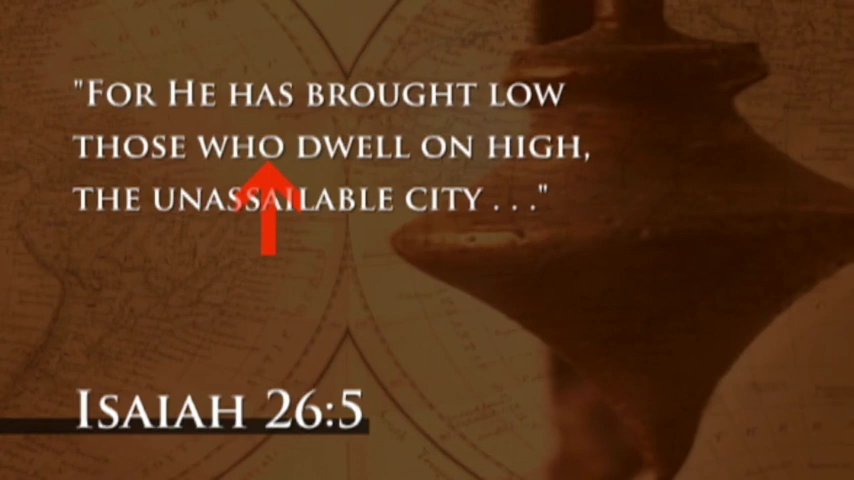 "For He has brought low
those who dwell on high,
the unassailable city . . ."
Isaiah 26:5